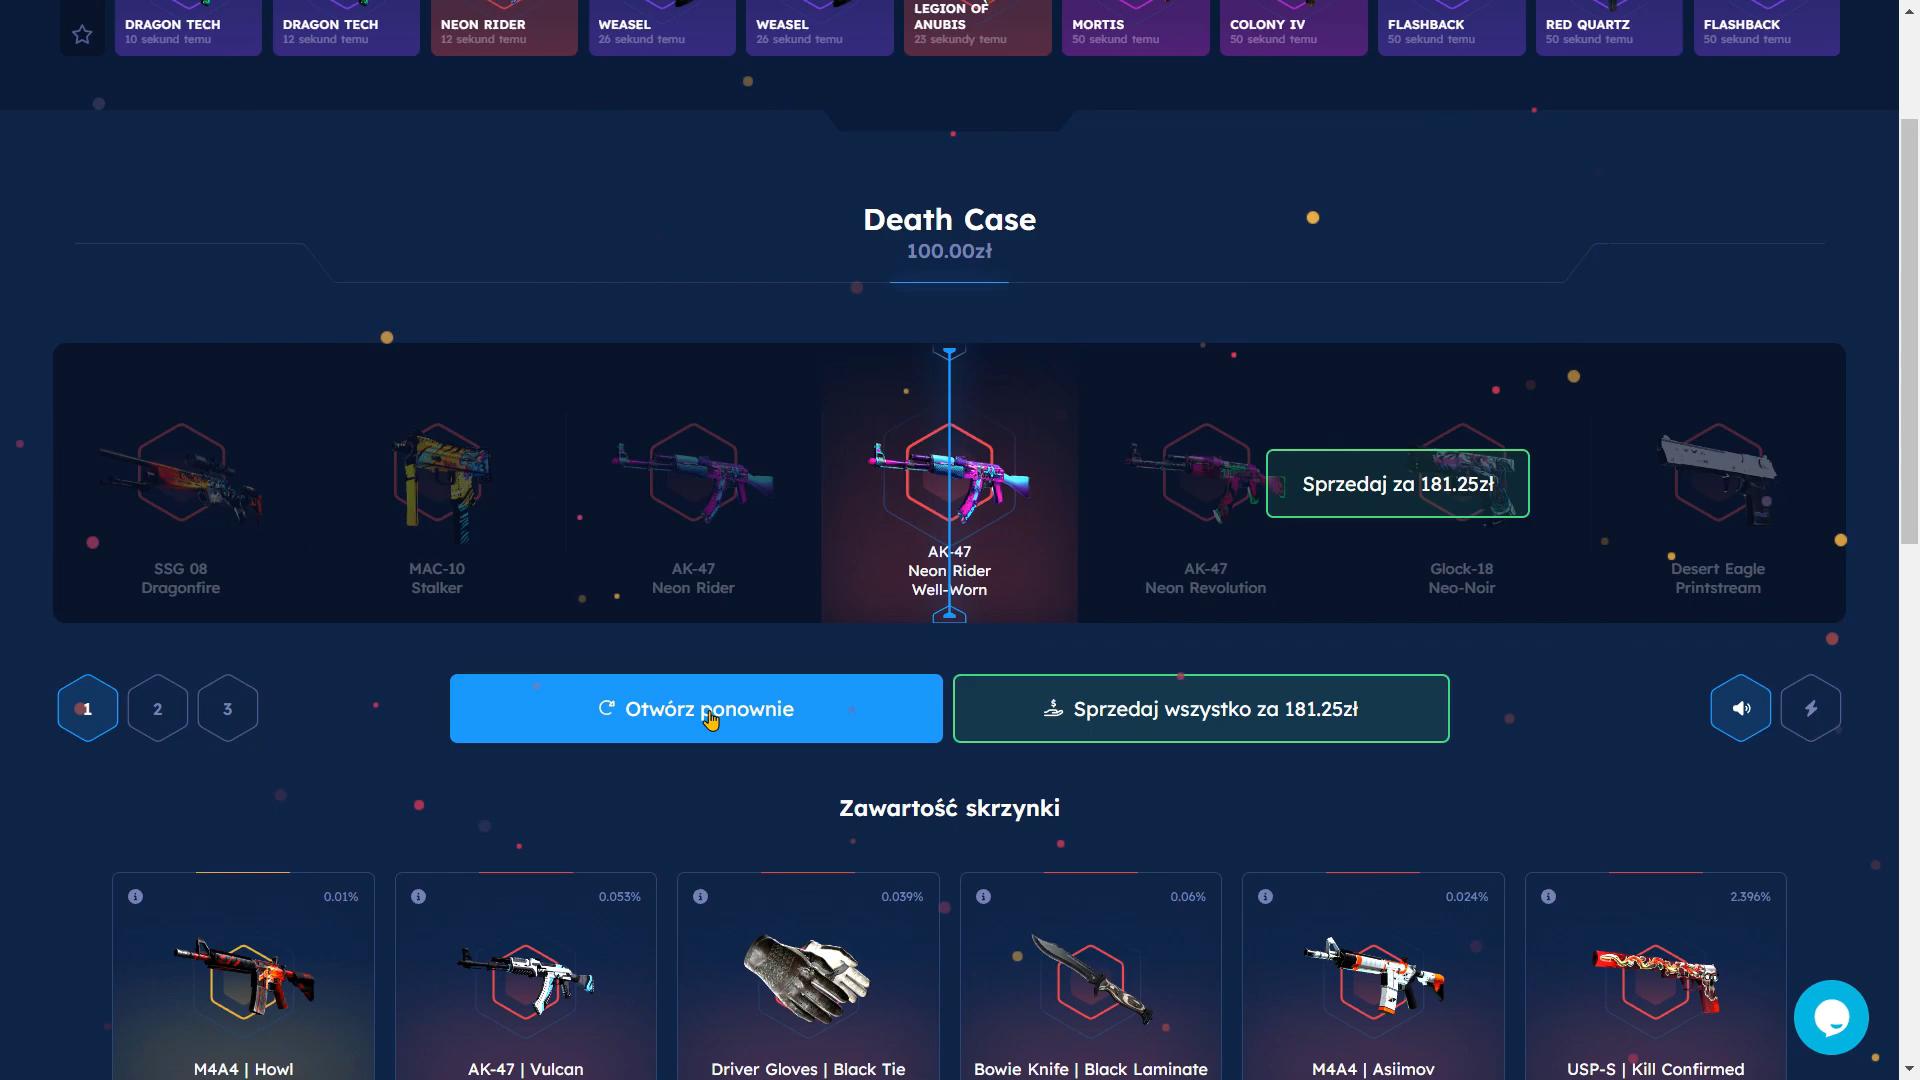 DRAGON TECH
10 sekund temu
DRAGON TECH
12 sekund temu
NEON RIDER
12 sekund temu
WEASEL
26 sekund temu
WEASEL
26 sekund temu
LEGION OF
ANUBIS
23 sekundy temu
MORTIS
50 sekund temu
COLONY IV
50 sekund temu
FLASHBACK
50 sekund temu
RED QUARTZ
50 sekund temu
FLASHBACK
50 sekund temu
Death Case
100.00zł
SSG 08
Dragonfire
MAC-10
Stalker
AK-47
Neon Rider
AK-47
Neon Rider
Well-Worn
AK-47
Neon Revolution
Sprzedaj za 181.25zł
Glock-18
Neo-Noir
Desert Eagle
Printstream
1
2
3
Otwórz ponownie
Sprzedaj wszystko za 181.25zł
Zawartość skrzynki
0.01%
M4A4 | Howl
0.053%
AK-47 | Vulcan
0.039%
Driver Gloves | Black Tie
0.06%
Bowie Knife | Black Laminate
0.024%
M4A4 | Asiimov
2.396%
USP-S | Kill Confirmed